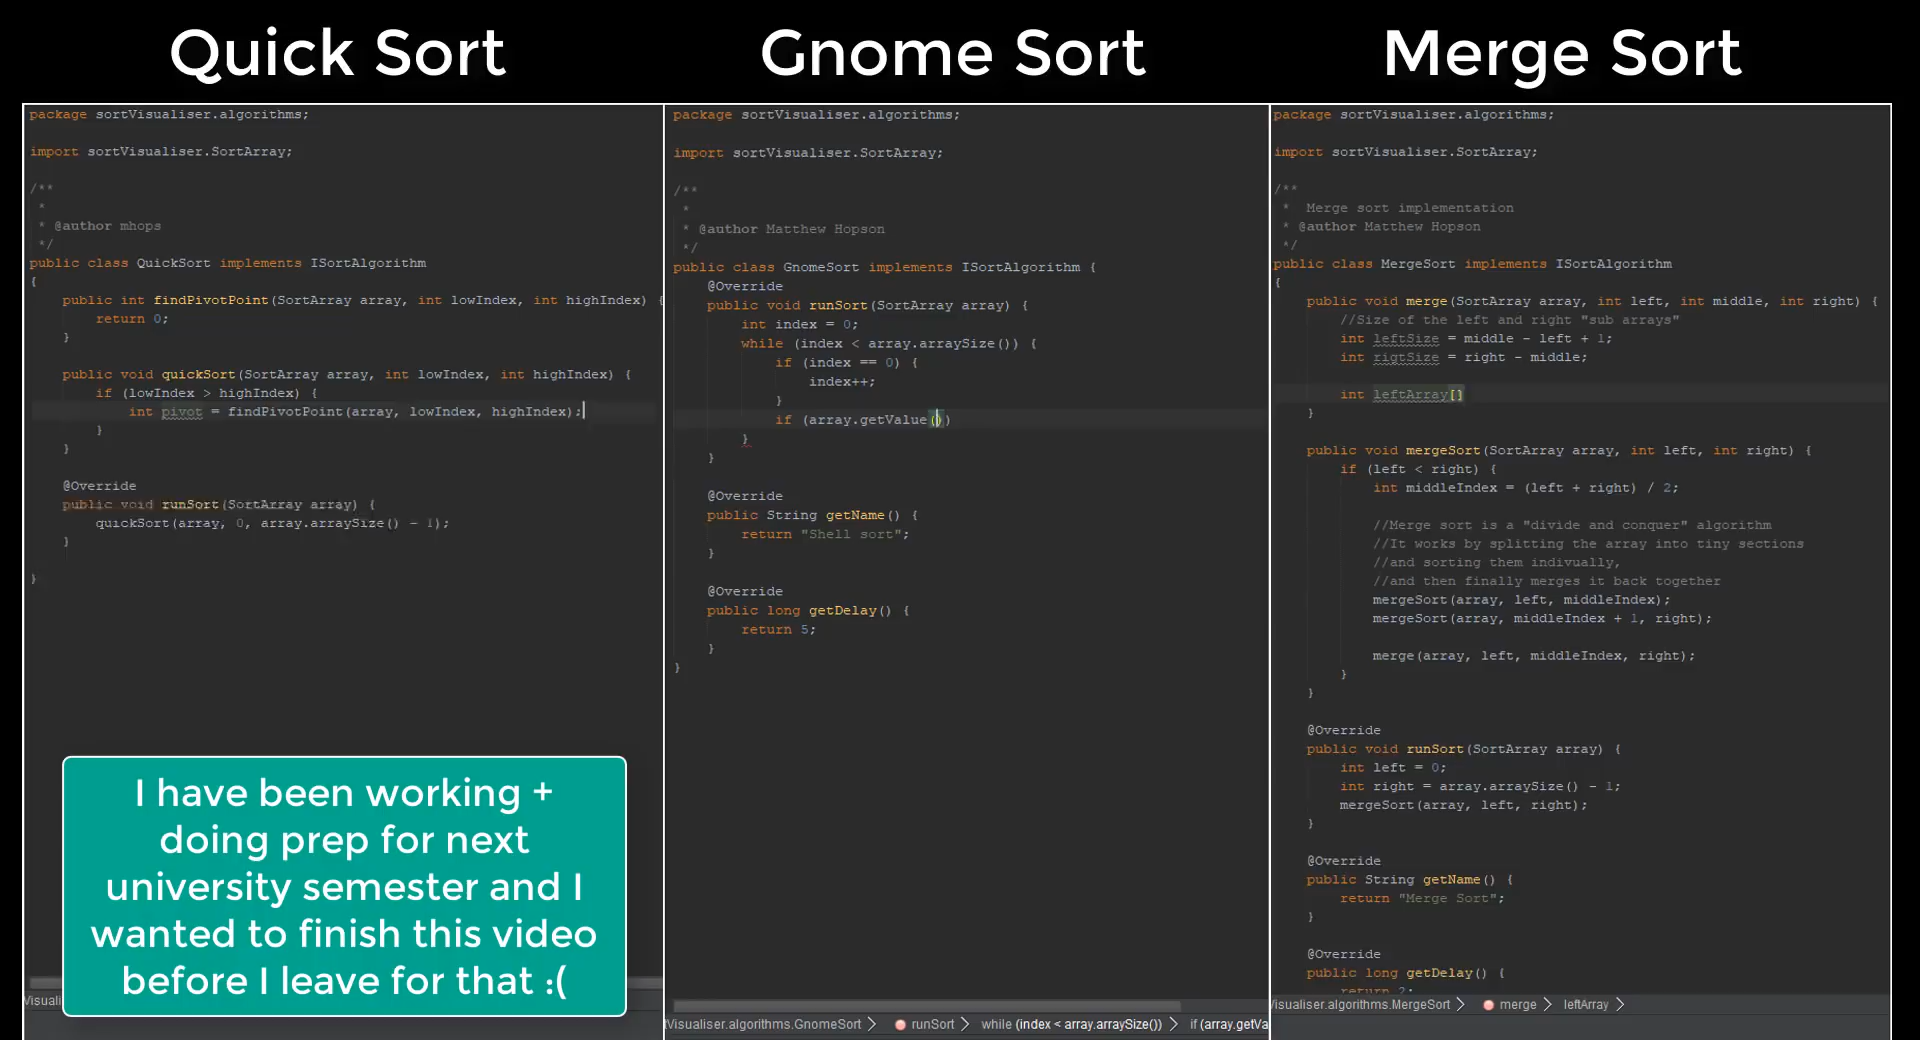 Quick Sort
package sortVisualiser.algorithms;
import sortVisualiser.SortArray;
/**
*
* @author mhops
*/
public class QuickSort implements ISortAlgorithm
{
public int findPivotPoint(SortArray array, int lowIndex, int highIndex) {
return 0;
}
public void quickSort(SortArray array, int lowIndex, int highIndex) {
if (lowIndex > highIndex) {
int pivot = findPivotPoint(array, lowIndex, highIndex);
}
}
@Override
public void runSort(SortArray array) {
quickSort(array, 0, array.arraySize() - 1);
}
}
I have been working +
doing prep for next
university semester and I
wanted to finish this video
before I leave for that :(
Visuali
Gnome Sort
package sortVisualiser.algorithms;
import sortVisualiser.SortArray;
/**
*
* @author Matthew Hopson
*/
public class GnomeSort implements ISortAlgorithm {
@Override
public void runSort(SortArray array) {
int index = 0;
while (index < array.arraySize()) {
if (index == 0) {
index++;
}
if (array.getValue())
}
}
@Override
public String getName() {
return "Shell sort";
}
@Override
public long getDelay() {
return 5;
}
}
tVisualiser.algorithms.GnomeSort > runSort > while (index < array.arraySize()) > if (array.getVa
Merge Sort
package sortVisualiser.algorithms;
import sortVisualiser.SortArray;
/**
* Merge sort implementation
* @author Matthew Hopson
*/
public class MergeSort implements ISortAlgorithm
{
public void merge(SortArray array, int left, int middle, int right) {
//Size of the left and right "sub arrays"
int leftSize = middle - left + 1;
int rigtSize = right - middle;
int leftArray[]
}
public void mergeSort(SortArray array, int left, int right) {
if (left < right) {
int middleIndex = (left + right) / 2;
//Merge sort is a "divide and conquer" algorithm
//It works by splitting the array into tiny sections
//and sorting them indivually,
//and then finally merges it back together
mergeSort(array, left, middleIndex);
mergeSort(array, middleIndex + 1, right);
merge(array, left, middleIndex, right);
}
}
@Override
public void runSort(SortArray array) {
int left = 0;
int right = array.arraySize() - 1;
mergeSort(array, left, right);
}
@Override
public String getName() {
return "Merge Sort";
}
@Override
public long getDelay() {
return 2;
Visualiser.algorithms.MergeSort > merge > leftArray >